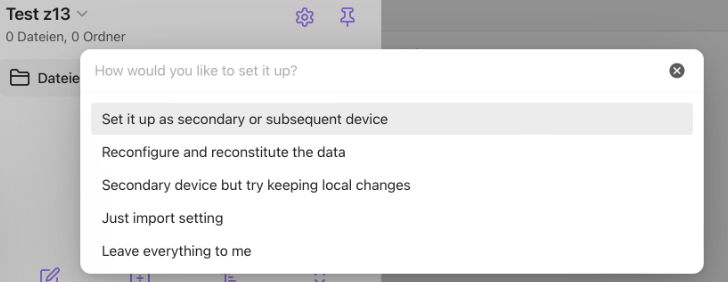 Test z13
0 Dateien, 0 Ordner
Dateie
How would you like to set it up?
Set it up as secondary or subsequent device
Reconfigure and reconstitute the data
Secondary device but try keeping local changes
Just import setting
Leave everything to me